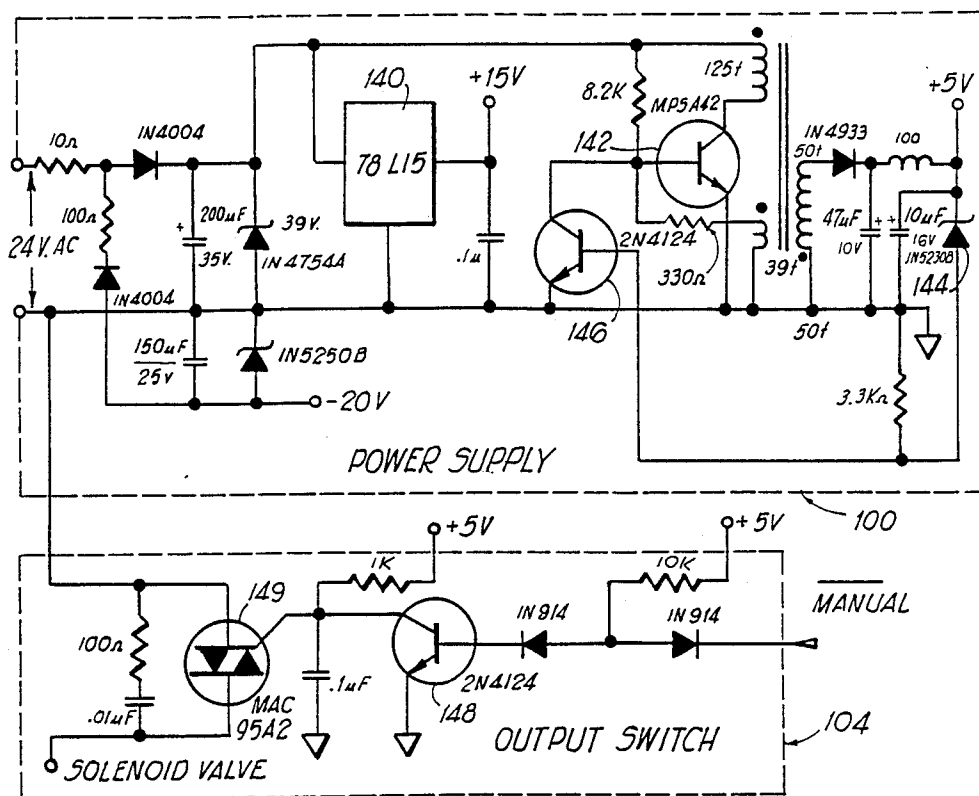 125t
140
+15V
+5V
8.2K
MPSA42
10Ω
1N4004
142
1N4933
100
50t
78 L15
100Ω
200µF
39V.
24V. AC
+
35V.
1N4754A
.1µ
2N4124
330Ω
39t
47µF
+
+
10V
10µF
16V
1N5230B
144
1N4004
146
50t
150µF
25V
1N5250B
-20V
3.3KΩ
POWER SUPPLY
100
+5V
+5V
1K
10K
149
MANUAL
1N914
1N914
100Ω
.1µF
2N4124
.01µF
MAC
95A2
148
104
OUTPUT SWITCH
SOLENOID VALVE